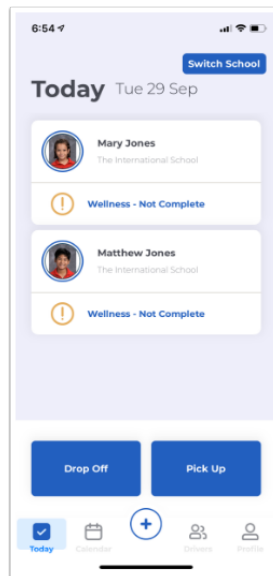 6:54
Switch School
Today Tue 29 Sep
Mary Jones
The International School
Wellness - Not Complete
Matthew Jones
The International School
Wellness - Not Complete
Drop Off
Pick Up
Today
Calendar
Drivers
Profile